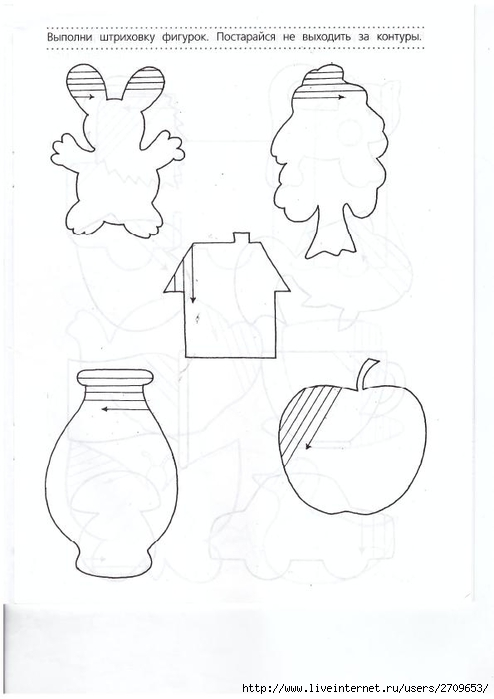 Выполни штриховку фигурок. Постарайся не выходить за контуры.
http://www.liveinternet.ru/users/2709653/